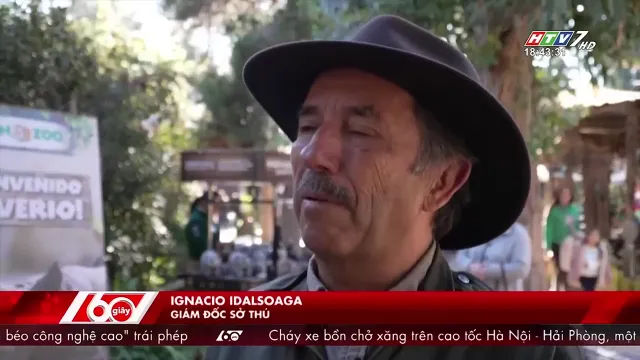 HTV7 HD
18:43:31
ZOO
NVENIDO
VERIO!
IGNACIO IDALSOAGA
60 giây
GIÁM ĐỐC SỞ THÚ
béo công nghệ cao" trái phép
Cháy xe bồn chở xăng trên cao tốc Hà Nội - Hải Phòng, một